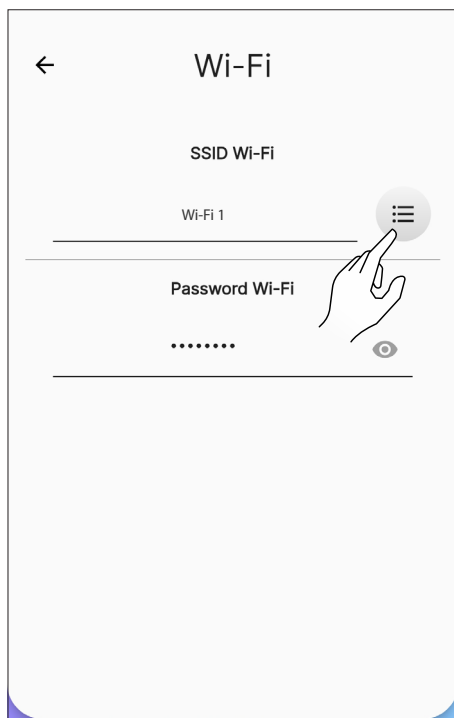 Wi-Fi
SSID Wi-Fi
Wi-Fi 1
Password Wi-Fi
••••••••